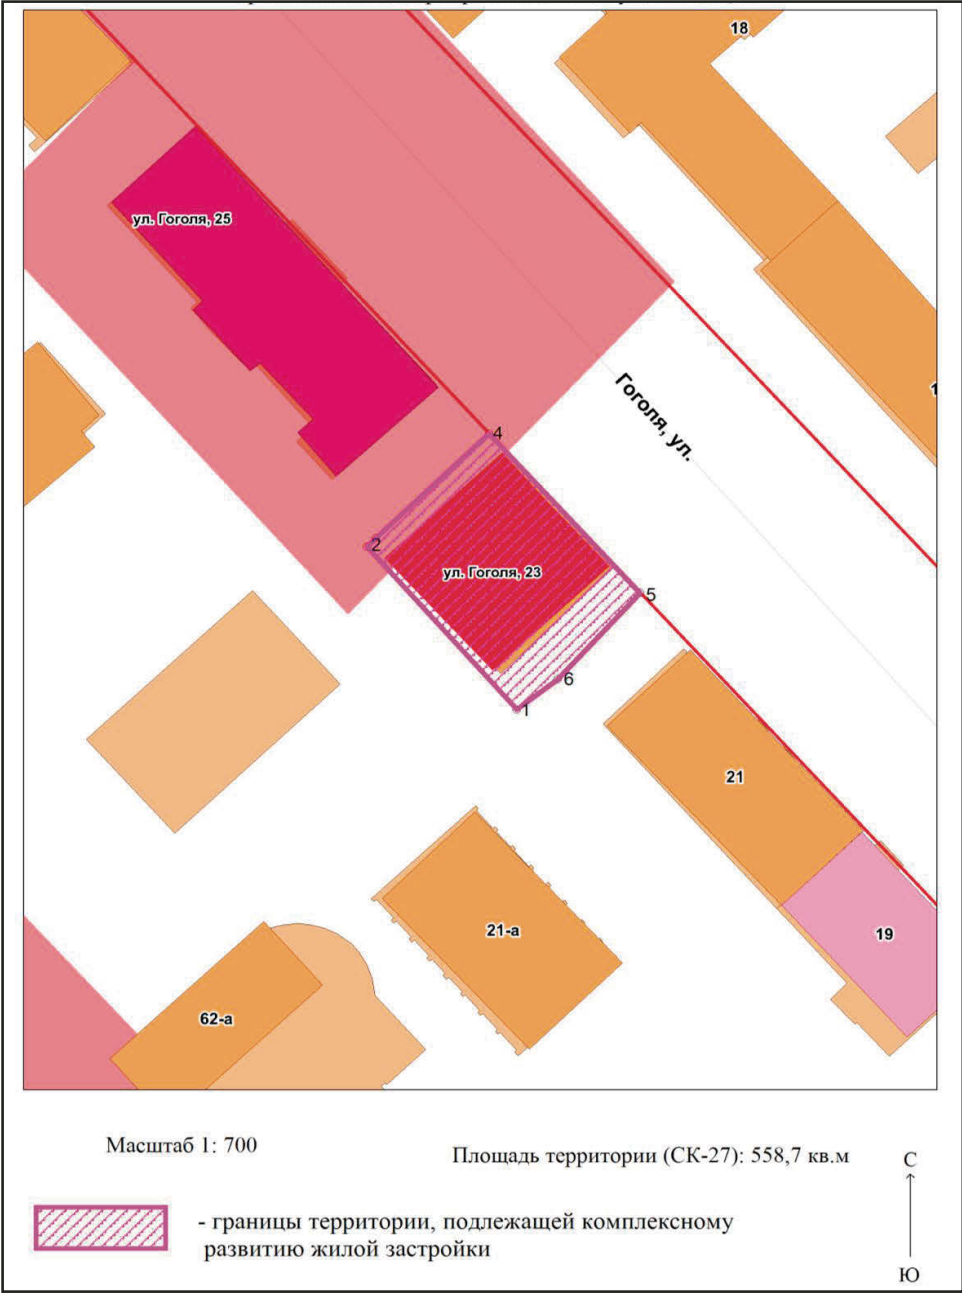 18
ул. Гоголя, 25
1
Гоголя, ул.
4
2
ул. Гоголя, 23
5
6
1
21
21-а
19
62-а
Масштаб 1: 700
Площадь территории (СК-27): 558,7 кв.м
С
- границы территории, подлежащей комплексному
развитию жилой застройки
Ю